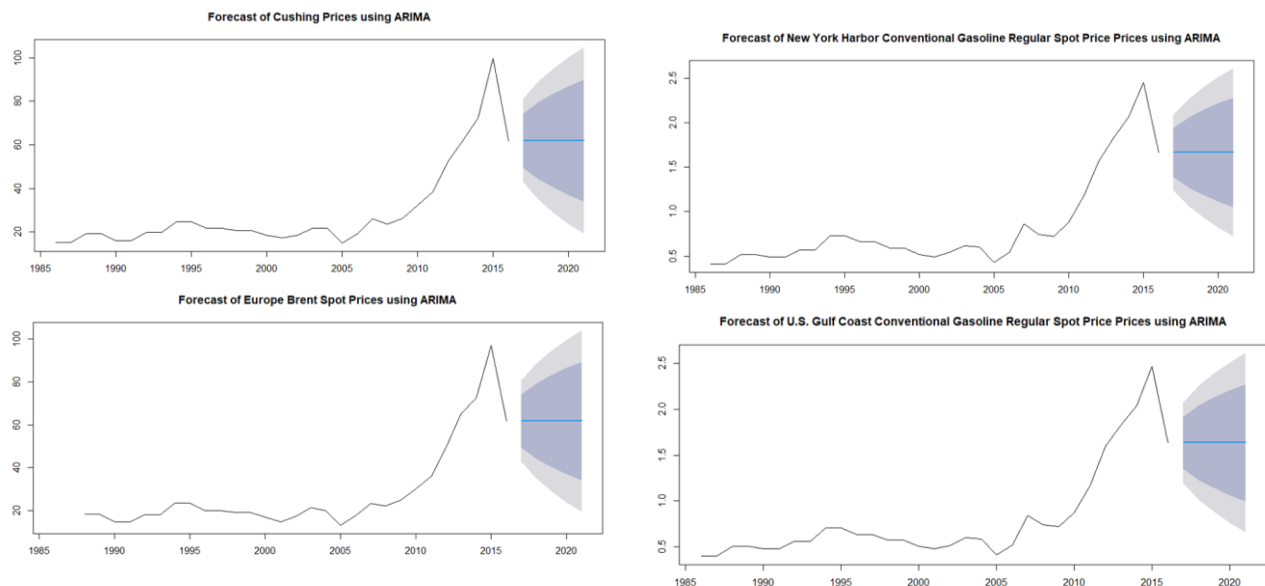 Forecast of Cushing Prices using ARIMA
100
80
60
40
20
1985 1990 1995 2000 2005 2010 2015 2020
Forecast of New York Harbor Conventional Gasoline Regular Spot Price Prices using ARIMA
2.5
2.0
1.5
1.0
0.5
1985 1990 1995 2000 2005 2010 2015 2020
Forecast of Europe Brent Spot Prices using ARIMA
100
80
60
40
20
1985 1990 1995 2000 2005 2010 2015 2020
Forecast of U.S. Gulf Coast Conventional Gasoline Regular Spot Price Prices using ARIMA
2.5
2.0
1.5
1.0
0.5
1985 1990 1995 2000 2005 2010 2015 2020